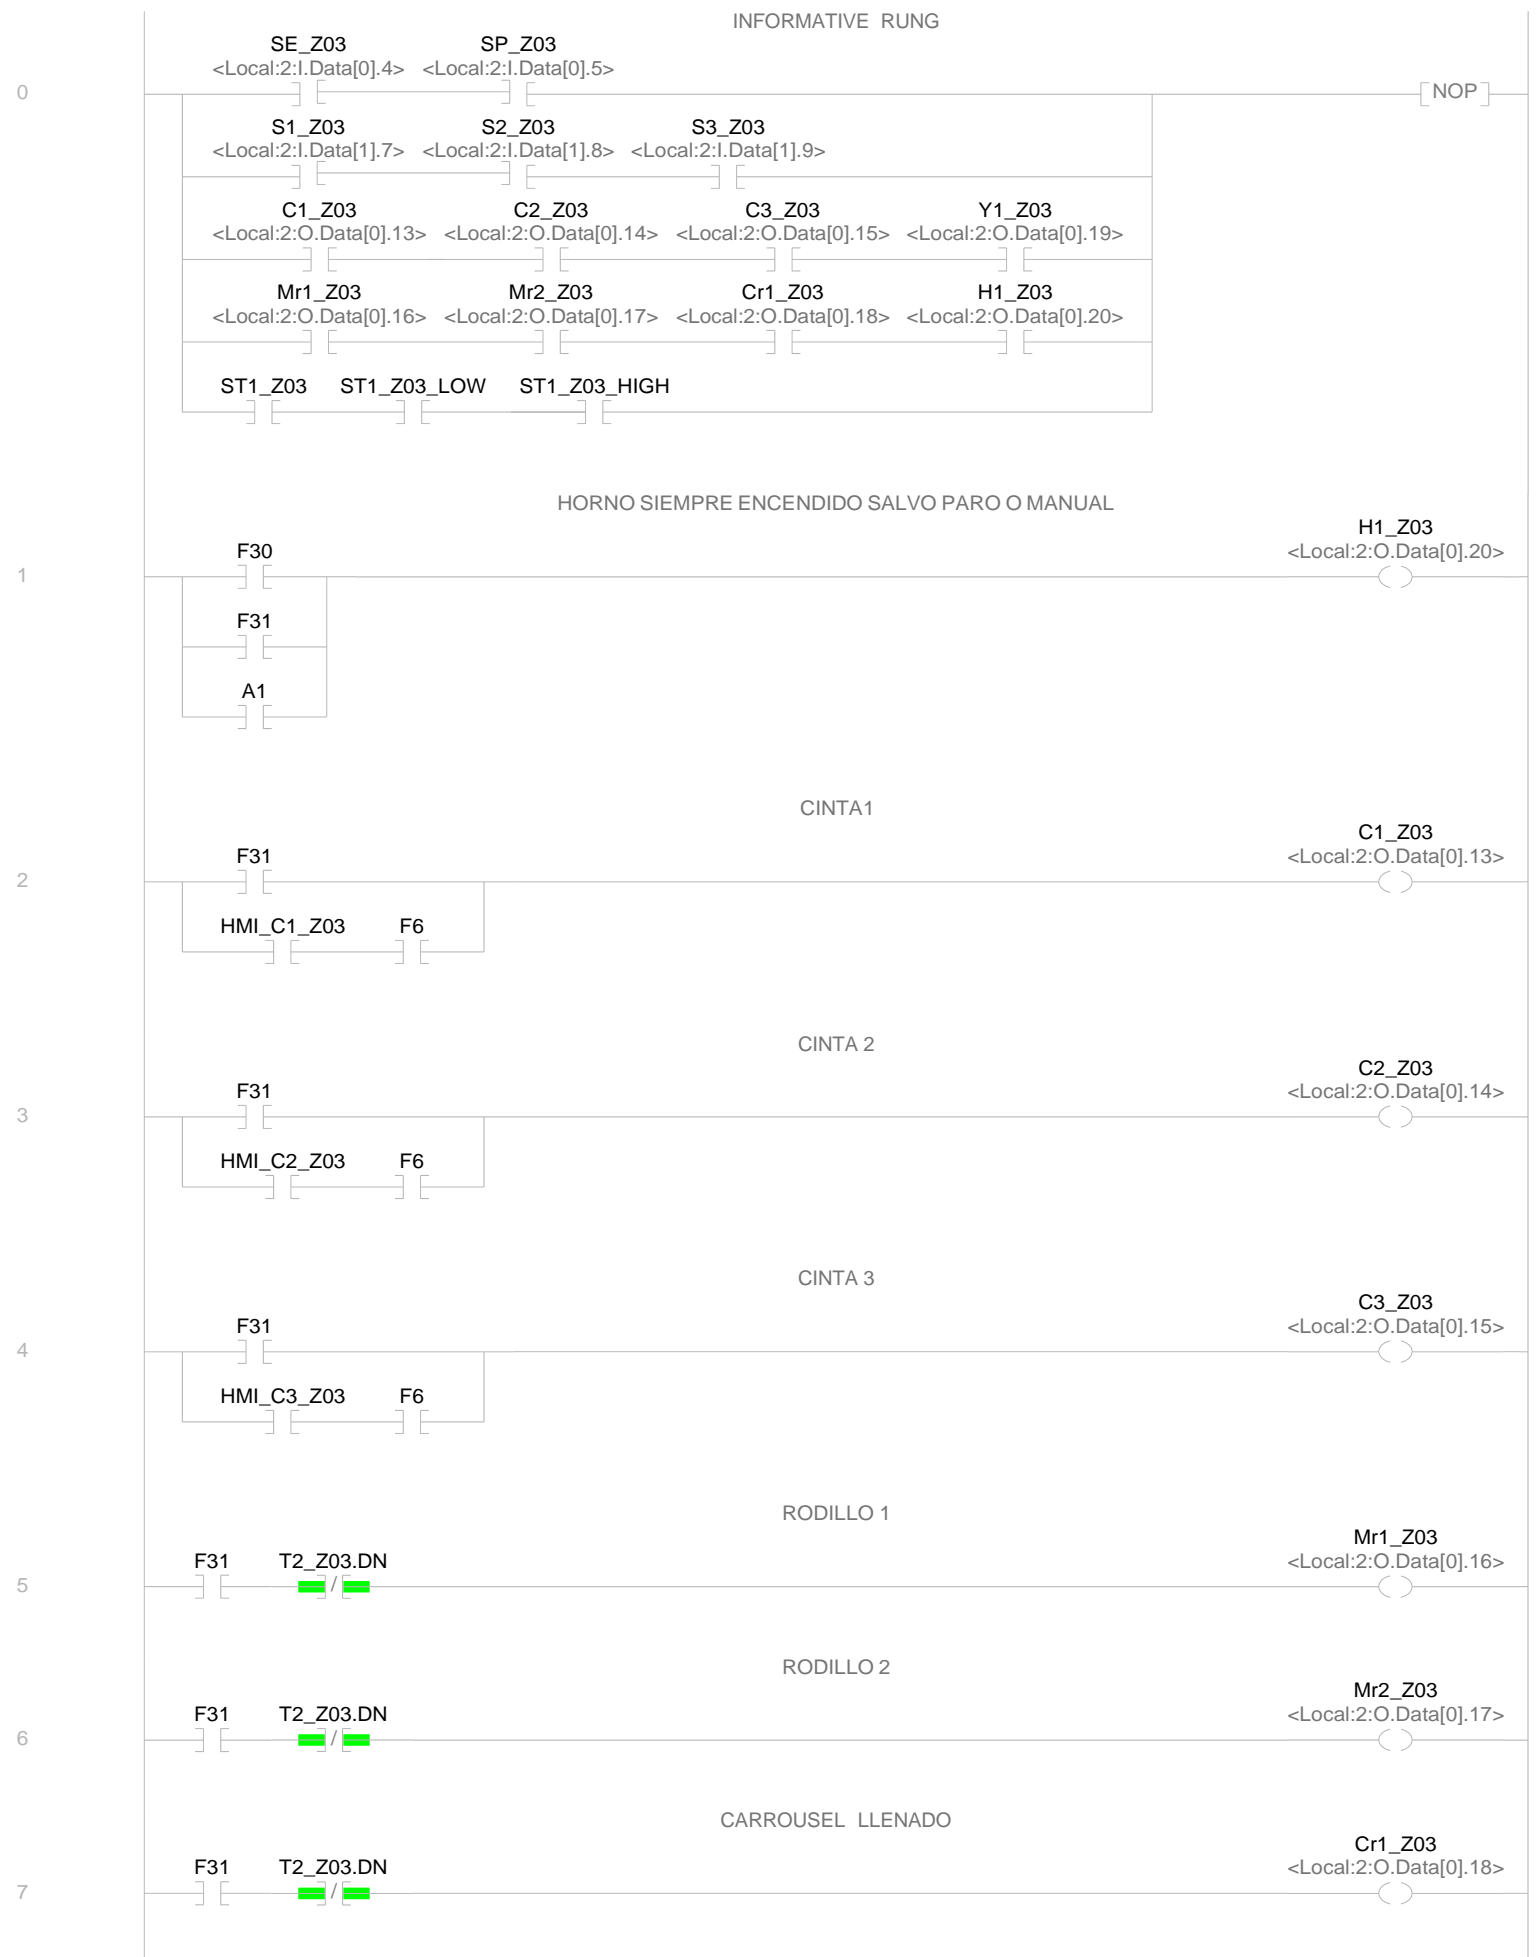 INFORMATIVE RUNG
SE_Z03 SP_Z03
<Local:2:I.Data[0].4> <Local:2:I.Data[0].5>
0 NOP
S1_Z03 S2_Z03 S3_Z03
<Local:2:I.Data[1].7> <Local:2:I.Data[1].8> <Local:2:I.Data[1].9>
C1_Z03 C2_Z03 C3_Z03 Y1_Z03
<Local:2:O.Data[0].13> <Local:2:O.Data[0].14> <Local:2:O.Data[0].15> <Local:2:O.Data[0].19>
Mr1_Z03 Mr2_Z03 Cr1_Z03 H1_Z03
<Local:2:O.Data[0].16> <Local:2:O.Data[0].17> <Local:2:O.Data[0].18> <Local:2:O.Data[0].20>
ST1_Z03 ST1_Z03_LOW ST1_Z03_HIGH
HORNO SIEMPRE ENCENDIDO SALVO PARO O MANUAL
H1_Z03
F30 <Local:2:O.Data[0].20>
1
F31
A1
CINTA1
C1_Z03
F31 <Local:2:O.Data[0].13>
2
HMI_C1_Z03 F6
CINTA 2
C2_Z03
F31 <Local:2:O.Data[0].14>
3
HMI_C2_Z03 F6
CINTA 3
C3_Z03
F31 <Local:2:O.Data[0].15>
4
HMI_C3_Z03 F6
RODILLO 1
Mr1_Z03
F31 T2_Z03.DN <Local:2:O.Data[0].16>
5 /
RODILLO 2
Mr2_Z03
F31 T2_Z03.DN <Local:2:O.Data[0].17>
6 /
CARROUSEL LLENADO
Cr1_Z03
F31 T2_Z03.DN <Local:2:O.Data[0].18>
7 /